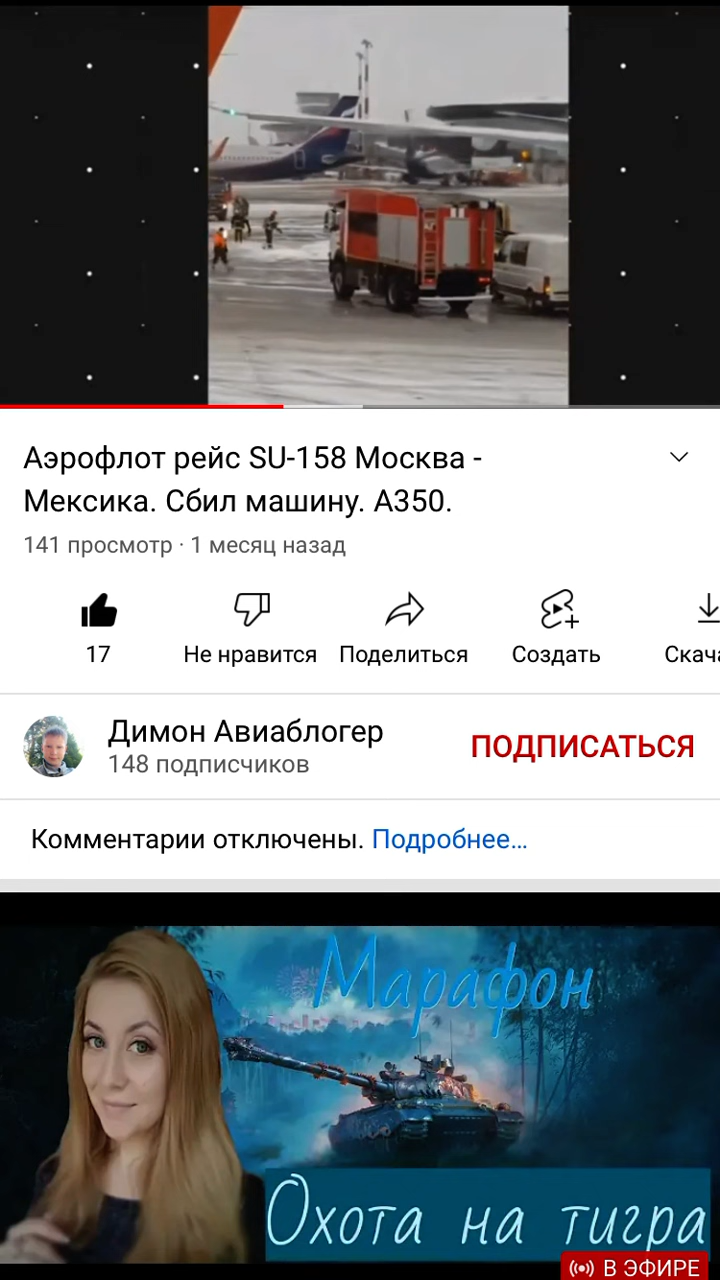 Аэрофлот рейс SU-158 Москва -
Мексика. Сбил машину. А350.
141 просмотр · 1 месяц назад
17
Не нравится
Поделиться
Создать
Скача
Димон Авиаблогер
148 подписчиков
ПОДПИСАТЬСЯ
Комментарии отключены. Подробнее...
Марафон
Охота на тигра
В ЭФИРЕ